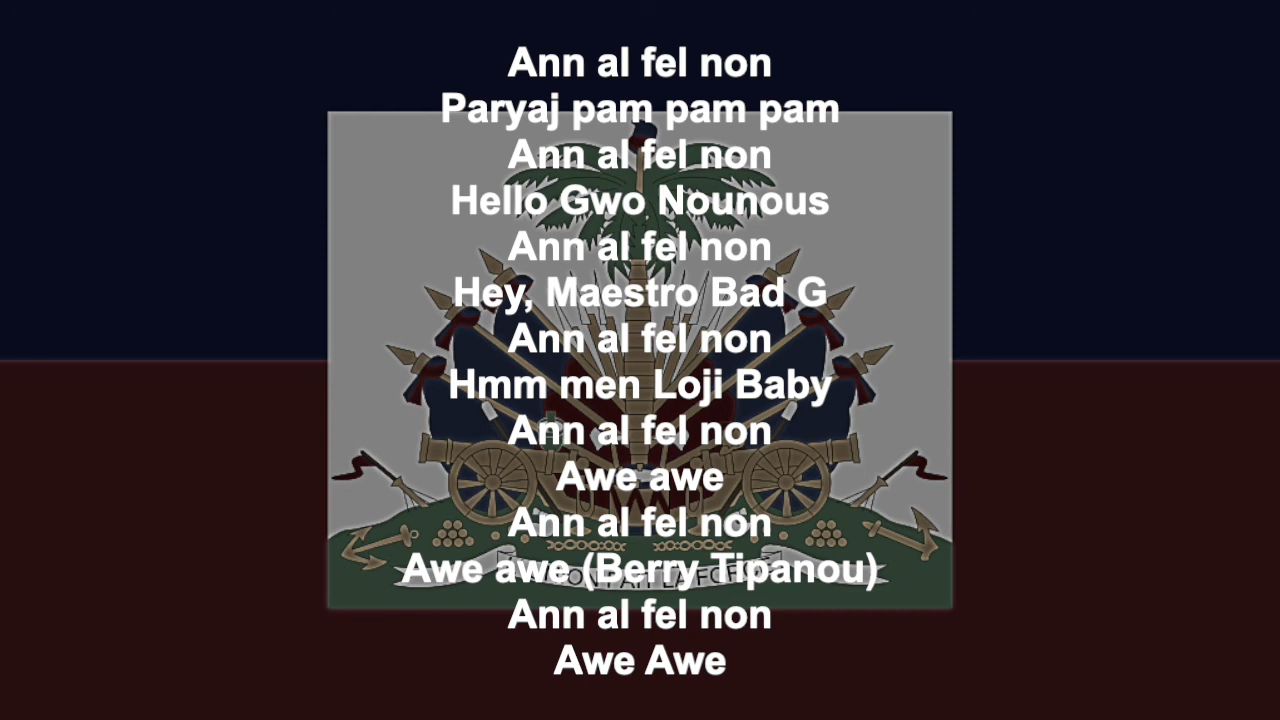 Ann al fel non
Paryaj pam pam pam
Ann al fel non
Hello Gwo Nounous
Ann al fel non
Hey, Maestro Bad G
Ann al fel non
Hmm men Loji Baby
Ann al fel non
Awe awe
Ann al fel non
Awe awe (Berry Tipanou)
Ann al fel non
Awe Awe